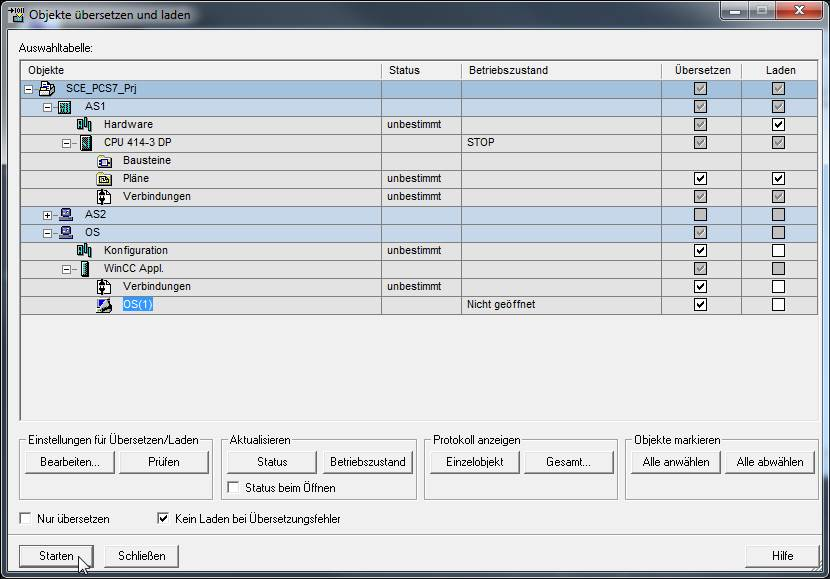 Objekte übersetzen und laden
Auswahltabelle:
Objekte Status Betriebszustand Übersetzen Laden
SCE_PCS7_Prj
AS1
Hardware unbestimmt
CPU 414-3 DP STOP
Bausteine
Pläne unbestimmt
Verbindungen unbestimmt
AS2
OS
Konfiguration unbestimmt
WinCC Appl.
Verbindungen unbestimmt
OS(1) Nicht geöffnet
Einstellungen für Übersetzen/Laden Aktualisieren Protokoll anzeigen Objekte markieren
Bearbeiten... Prüfen Status Betriebszustand Einzelobjekt Gesamt... Alle anwählen Alle abwählen
Status beim Öffnen
Nur übersetzen Kein Laden bei Übersetzungsfehler
Starten Schließen Hilfe